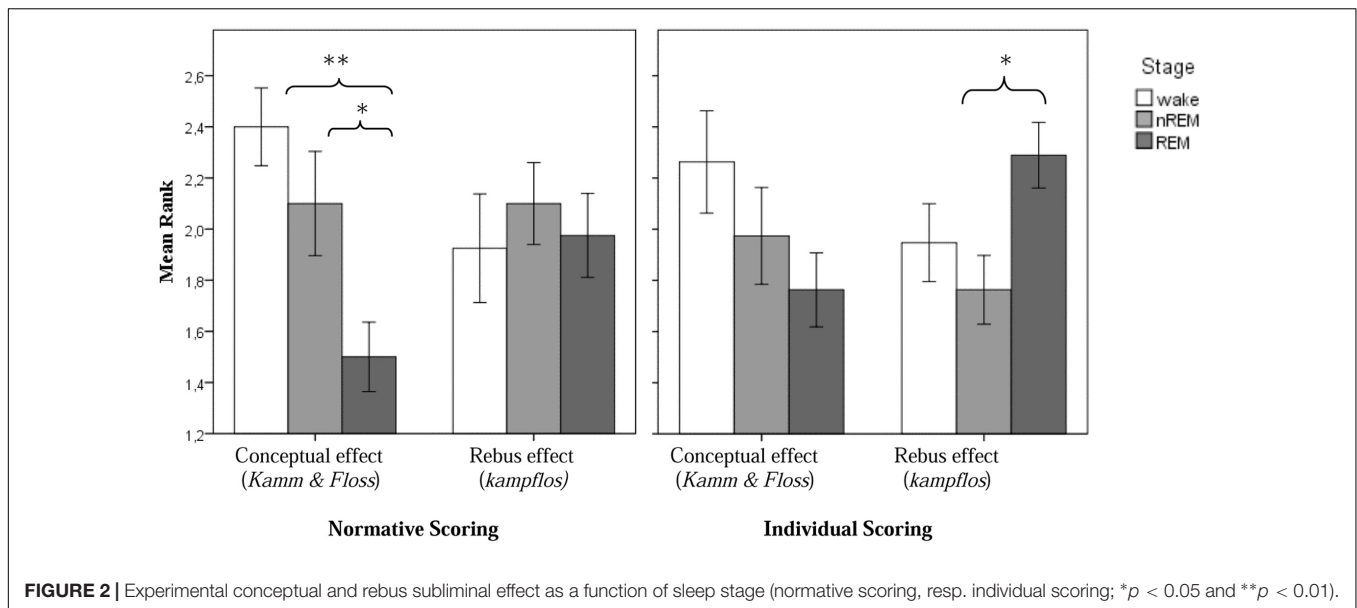 **
*
*
Stage
wake
nREM
REM
Mean Rank
2,6
2,4
2,2
2,0
1,8
1,6
1,4
1,2
Conceptual effect
(Kamm & Floss)
Rebus effect
(kampflos)
Conceptual effect
(Kamm & Floss)
Rebus effect
(kampflos)
Normative Scoring
Individual Scoring
FIGURE 2 | Experimental conceptual and rebus subliminal effect as a function of sleep stage (normative scoring, resp. individual scoring; *p < 0.05 and **p < 0.01).